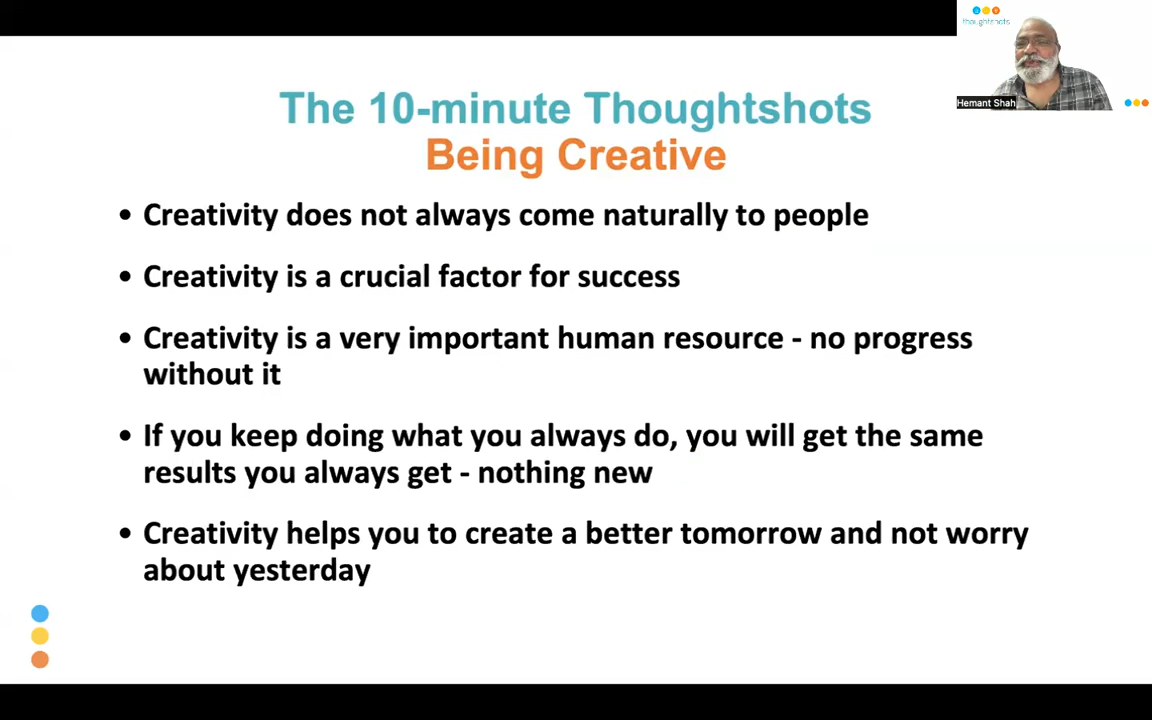 thoughtshots
Hemant Shah
The 10-minute Thoughtshots
Being Creative
• Creativity does not always come naturally to people
• Creativity is a crucial factor for success
• Creativity is a very important human resource - no progress
without it
• If you keep doing what you always do, you will get the same
results you always get - nothing new
• Creativity helps you to create a better tomorrow and not worry
about yesterday